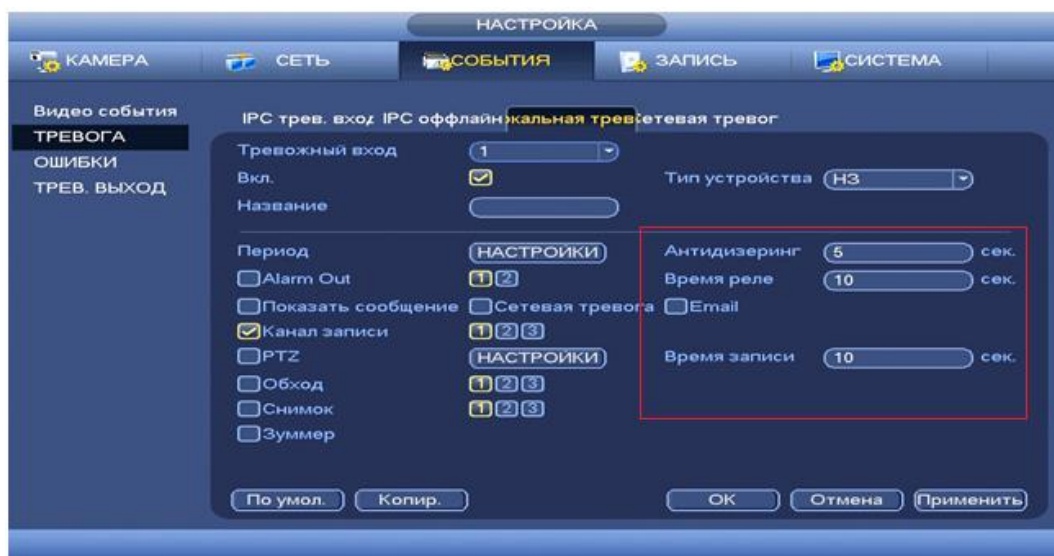 НАСТРОЙКА
КАМЕРА СЕТЬ СОБЫТИЯ ЗАПИСЬ СИСТЕМА
Видео события
ТРЕВОГА
ОШИБКИ
ТРЕВ. ВЫХОД
IPC трев. вход IPC оффлайн кальная трев етевая тревог
Тревожный вход 1
Вкл. Тип устройства НЗ
Название
Период НАСТРОЙКИ Антидизеринг 5 сек.
Alarm Out 1 2 Время реле 10 сек.
Показать сообщение Сетевая тревога Email
Канал записи 1 2 3
PTZ НАСТРОЙКИ Время записи 10 сек.
Обход 1 2 3
Снимок 1 2 3
Зуммер
По умол. Копир. ОК Отмена Применить